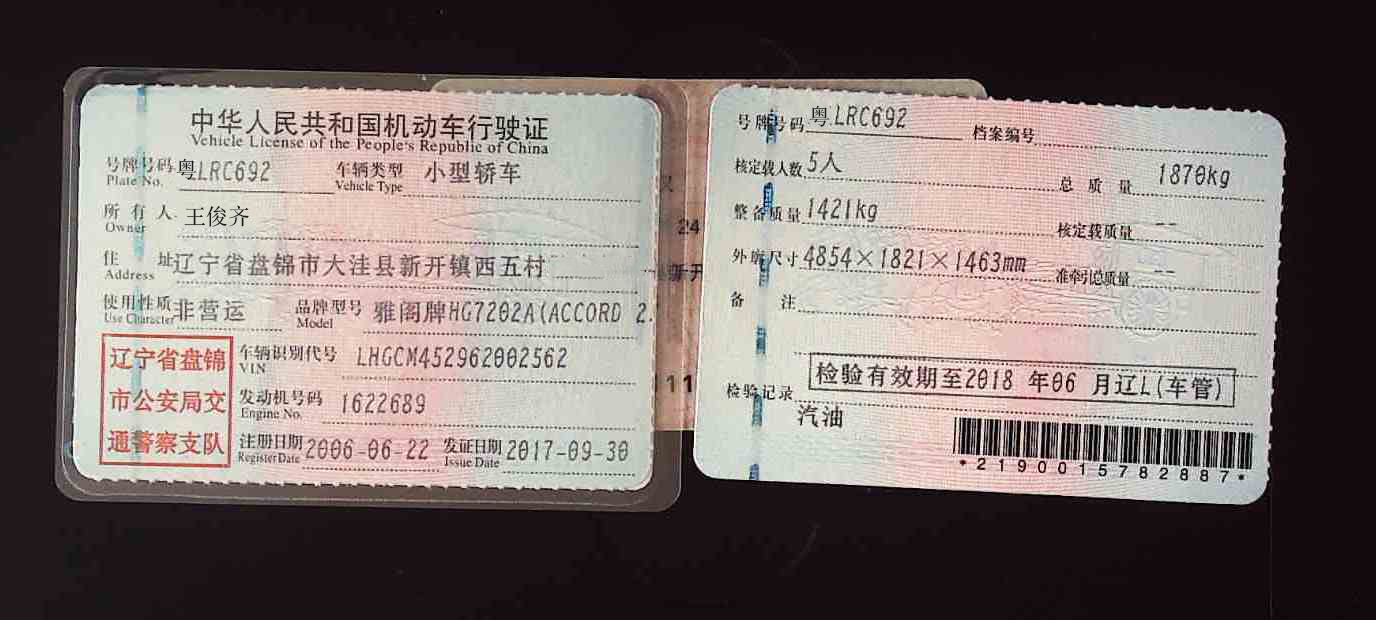 中华人民共和国机动车行驶证
Vehicle License of the People's Republic of China
号牌号码 粤LRC692 车辆类型 小型轿车
Plate No. Vehicle Type
所有人 王俊齐
Owner
住址 辽宁省盘锦市大洼县新开镇西五村
Address
使用性质 非营运 品牌型号 雅阁牌HG7202A(ACCORD 2.
Use Character Model
辽宁省盘锦
市公安局交
通警察支队
车辆识别代号 LHGCM452962002562
VIN
发动机号码 1622689
Engine No.
注册日期 2006-06-22 发证日期 2017-09-30
Register Date Issue Date
24
新开
111
号牌号码 粤LRC692 档案编号
核定载人数 5人 总质量 1870kg
整备质量 1421kg 核定载质量 --
外廓尺寸 4854×1821×1463mm 准牵引总质量 --
备注
检验有效期至2018 年06 月辽L(车管)
检验记录
汽油
*2190015782887*